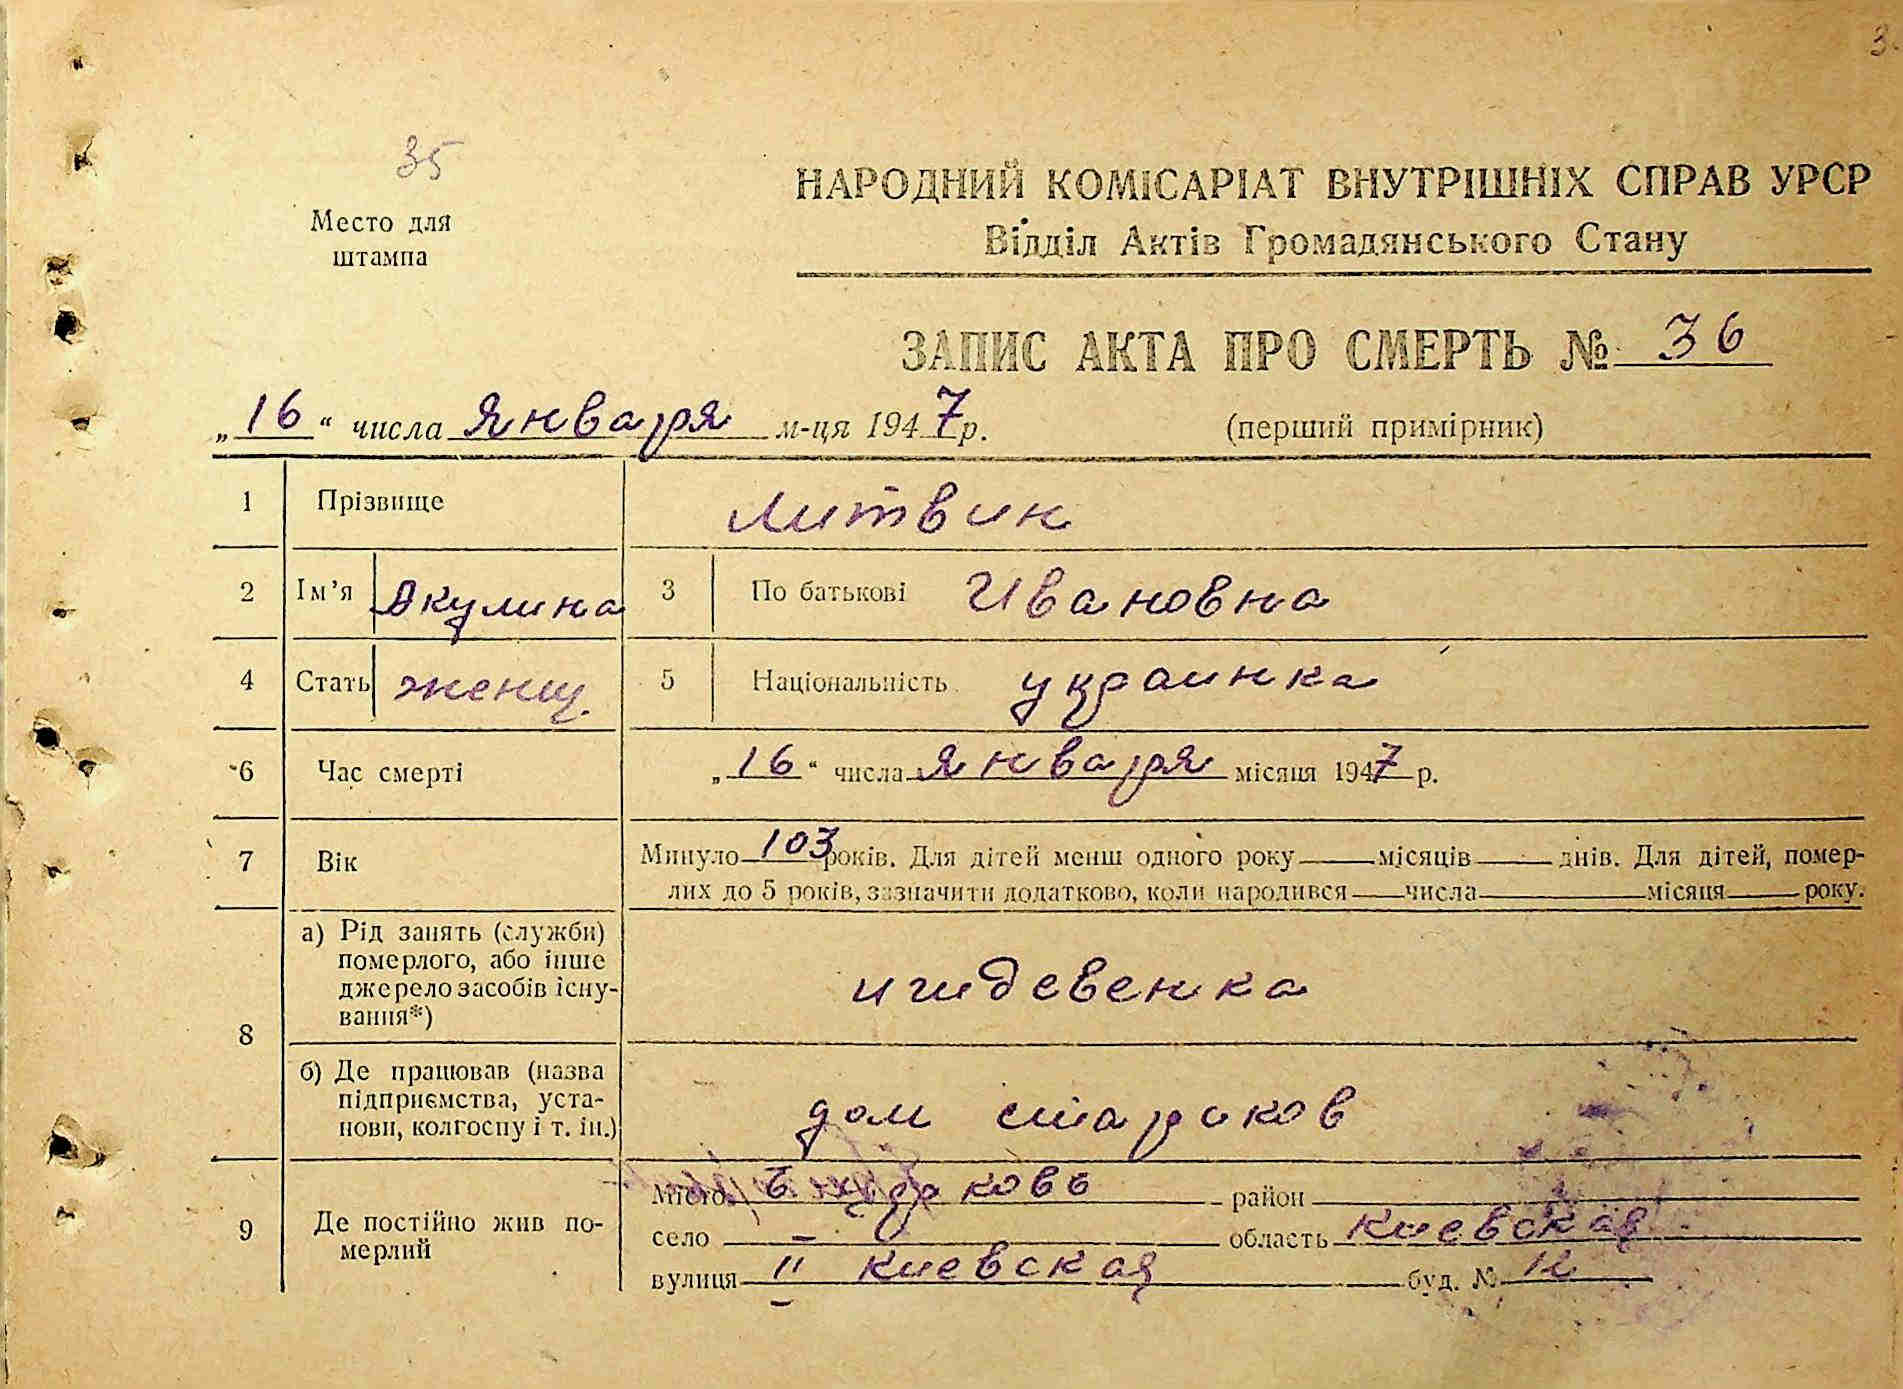 3
35
Место для
штампа
НАРОДНИЙ КОМІСАРІАТ ВНУТРІШНІХ СПРАВ УРСР
Відділ Актів Громадянського Стану
ЗАПИС АКТА ПРО СМЕРТЬ № 36
„16“ числа Января м-ця 1947 р. (перший примірник)
1 Прізвище Литвин
2 Ім’я Акулина 3 По батькові Ивановна
4 Стать женщ. 5 Національність украинка
6 Час смерті „16“ числа Января місяця 1947 р.
7 Вік Минуло 103 років. Для дітей менш одного року — місяців — днів. Для дітей, помер-
лих до 5 років, зазначити додатково, коли народився — числа — місяця — року.
8 а) Рід занять (служби)
померлого, або інше
джерело засобів існу-
вання*) иждевенка
б) Де працював (назва
підприємства, уста-
нови, колгоспу і т. ін.) дом стариков
9 Де постійно жив по-
мерлий
місто район
село — область Киевская
вулиця II Киевская буд. №